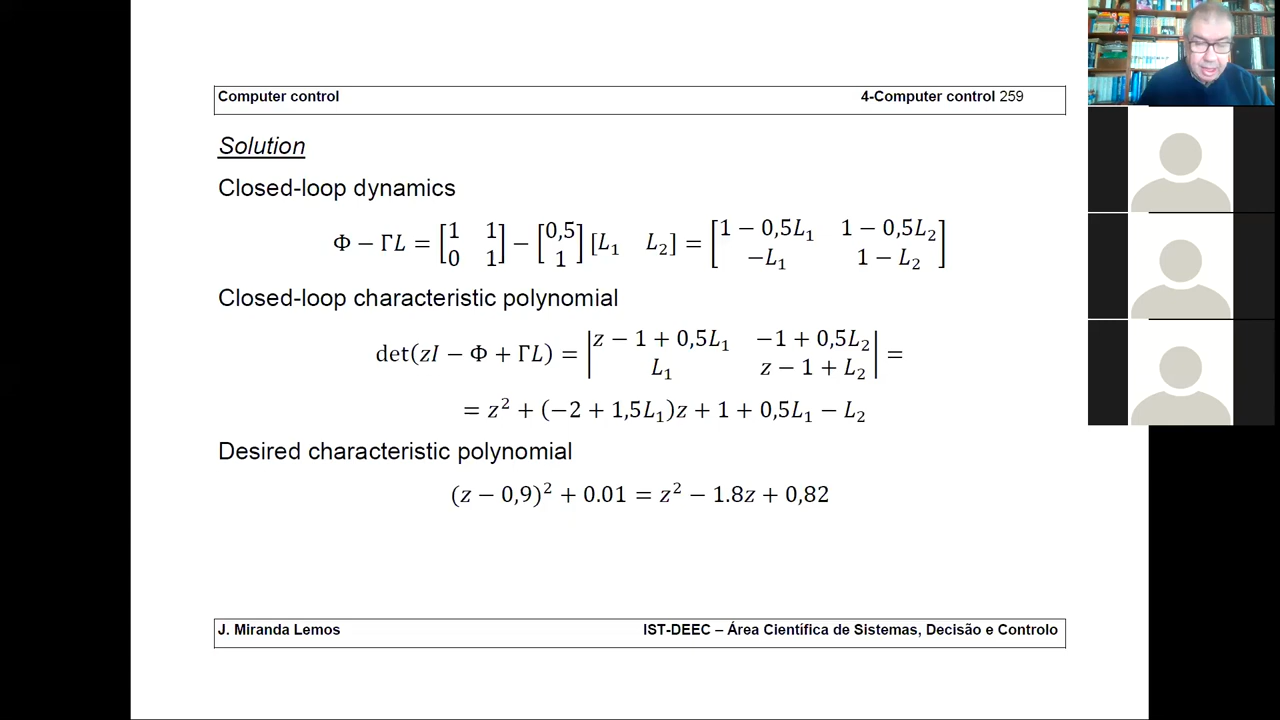 Computer control 4-Computer control 259
Solution
Closed-loop dynamics
Φ − ΓL = [1 1; 0 1] − [0,5; 1] [L₁ L₂] = [1 − 0,5L₁ 1 − 0,5L₂; −L₁ 1 − L₂]
Closed-loop characteristic polynomial
det(zI − Φ + ΓL) = |z − 1 + 0,5L₁ −1 + 0,5L₂; L₁ z − 1 + L₂| =
= z² + (−2 + 1,5L₁)z + 1 + 0,5L₁ − L₂
Desired characteristic polynomial
(z − 0,9)² + 0.01 = z² − 1.8z + 0,82
J. Miranda Lemos IST-DEEC – Área Científica de Sistemas, Decisão e Controlo